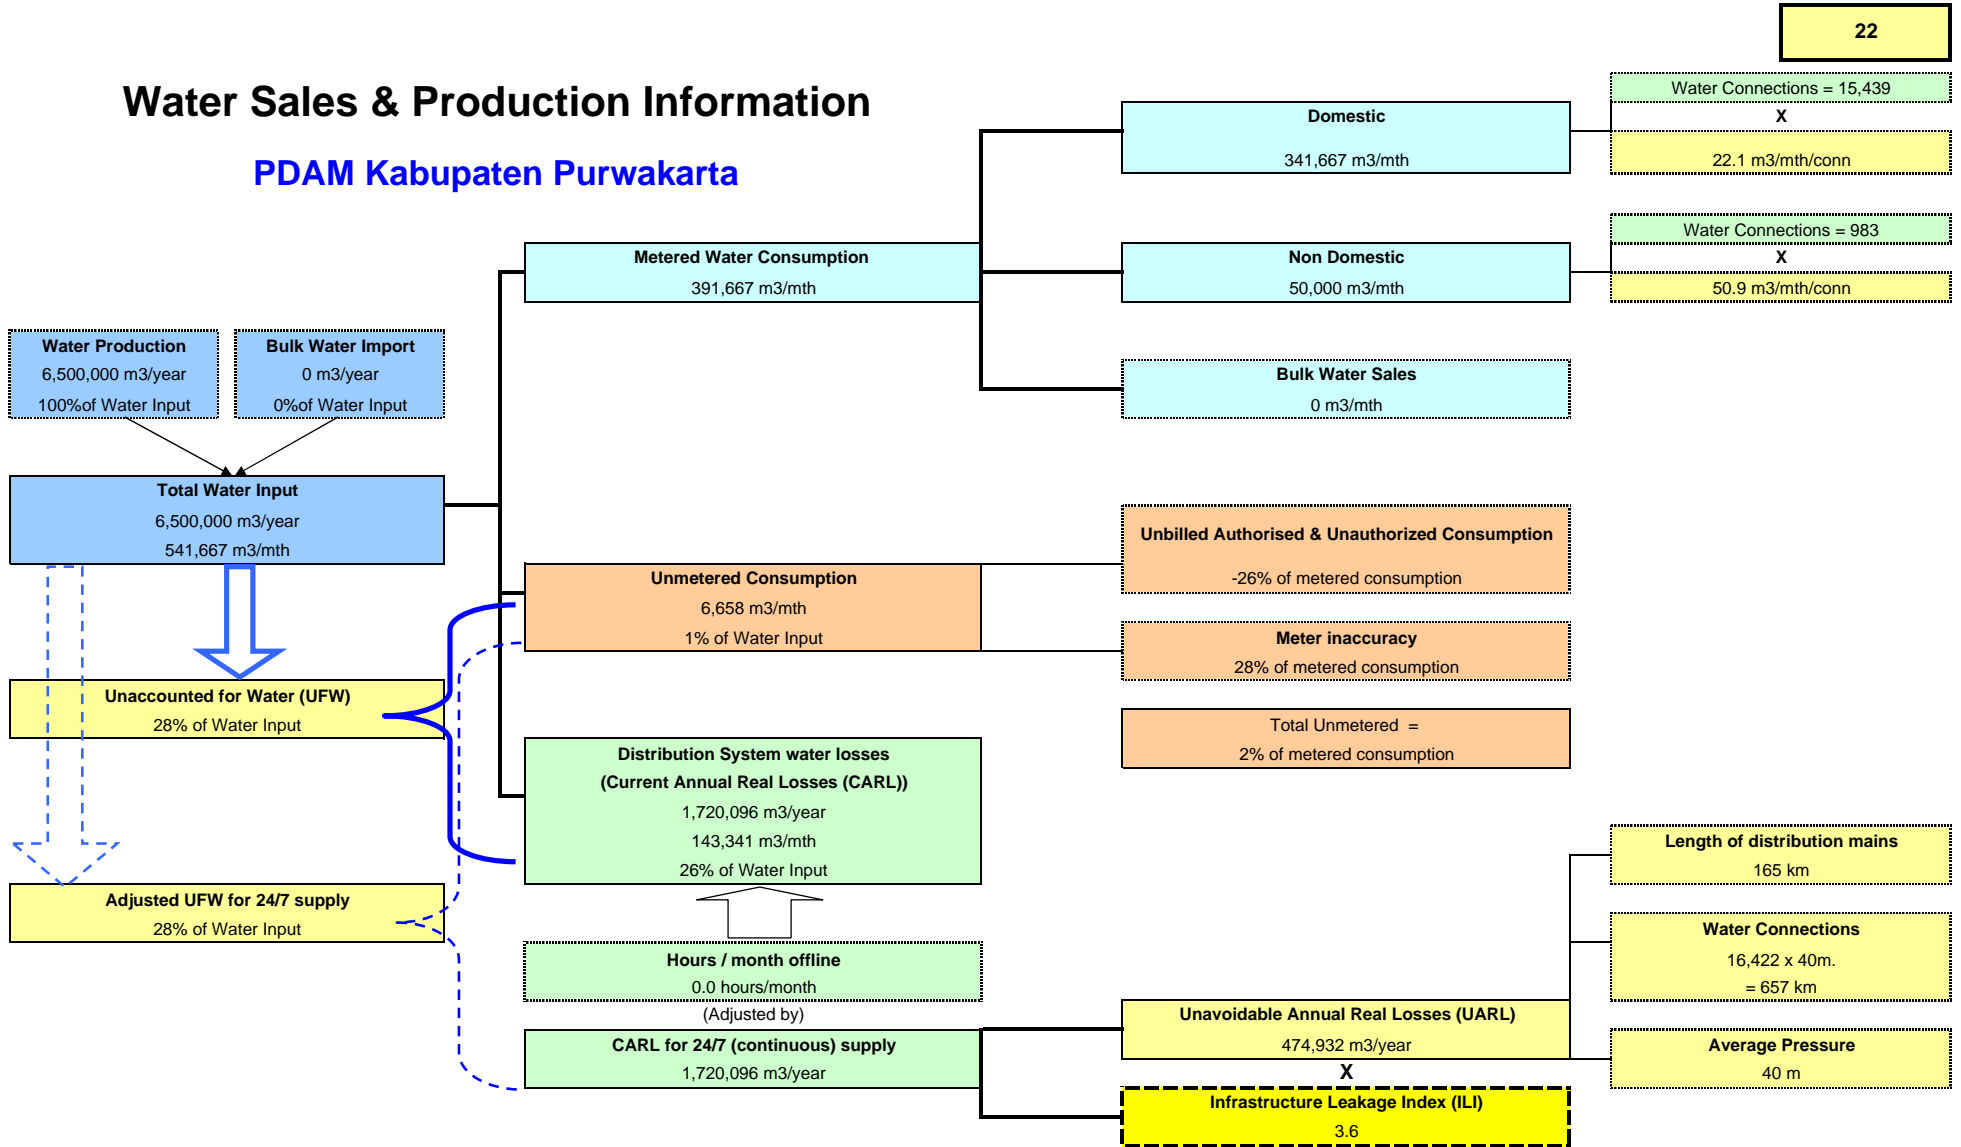 22
Water Sales & Production Information
PDAM Kabupaten Purwakarta
Water Connections = 15,439
X
22.1 m3/mth/conn
Domestic
341,667 m3/mth
Water Connections = 983
X
50.9 m3/mth/conn
Metered Water Consumption
391,667 m3/mth
Non Domestic
50,000 m3/mth
Water Production
6,500,000 m3/year
100%of Water Input
Bulk Water Import
0 m3/year
0%of Water Input
Bulk Water Sales
0 m3/mth
Total Water Input
6,500,000 m3/year
541,667 m3/mth
Unbilled Authorised & Unauthorized Consumption
-26% of metered consumption
Unmetered Consumption
6,658 m3/mth
1% of Water Input
Meter inaccuracy
28% of metered consumption
Unaccounted for Water (UFW)
28% of Water Input
Total Unmetered =
2% of metered consumption
Distribution System water losses
(Current Annual Real Losses (CARL))
1,720,096 m3/year
143,341 m3/mth
26% of Water Input
Length of distribution mains
165 km
Adjusted UFW for 24/7 supply
28% of Water Input
Water Connections
16,422 x 40m.
= 657 km
Hours / month offline
0.0 hours/month
(Adjusted by)
CARL for 24/7 (continuous) supply
1,720,096 m3/year
Unavoidable Annual Real Losses (UARL)
474,932 m3/year
X
Average Pressure
40 m
Infrastructure Leakage Index (ILI)
3.6